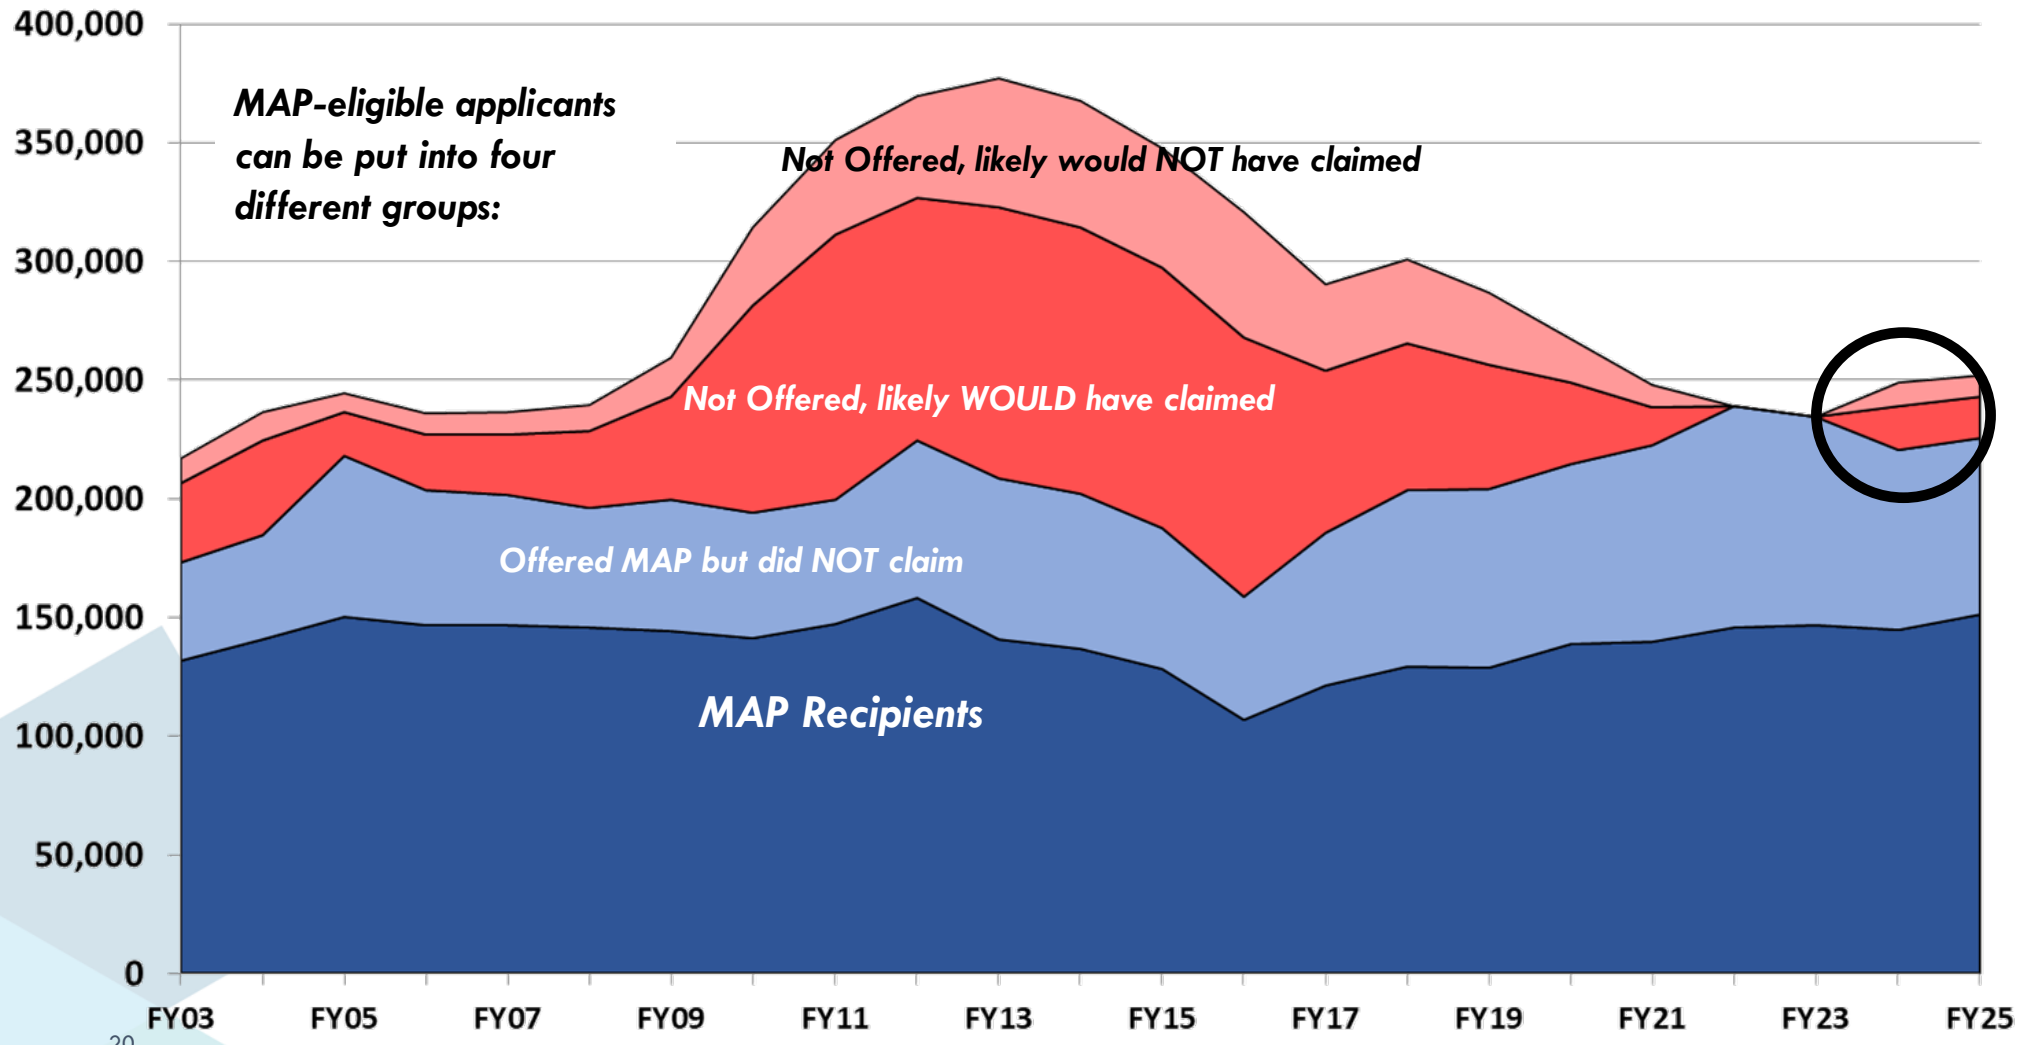 400,000
MAP-eligible applicants
can be put into four
different groups:
350,000
Not Offered, likely would NOT have claimed
300,000
250,000
Not Offered, likely WOULD have claimed
200,000
Offered MAP but did NOT claim
150,000
MAP Recipients
100,000
50,000
0
FY03 FY05 FY07 FY09 FY11 FY13 FY15 FY17 FY19 FY21 FY23 FY25
20